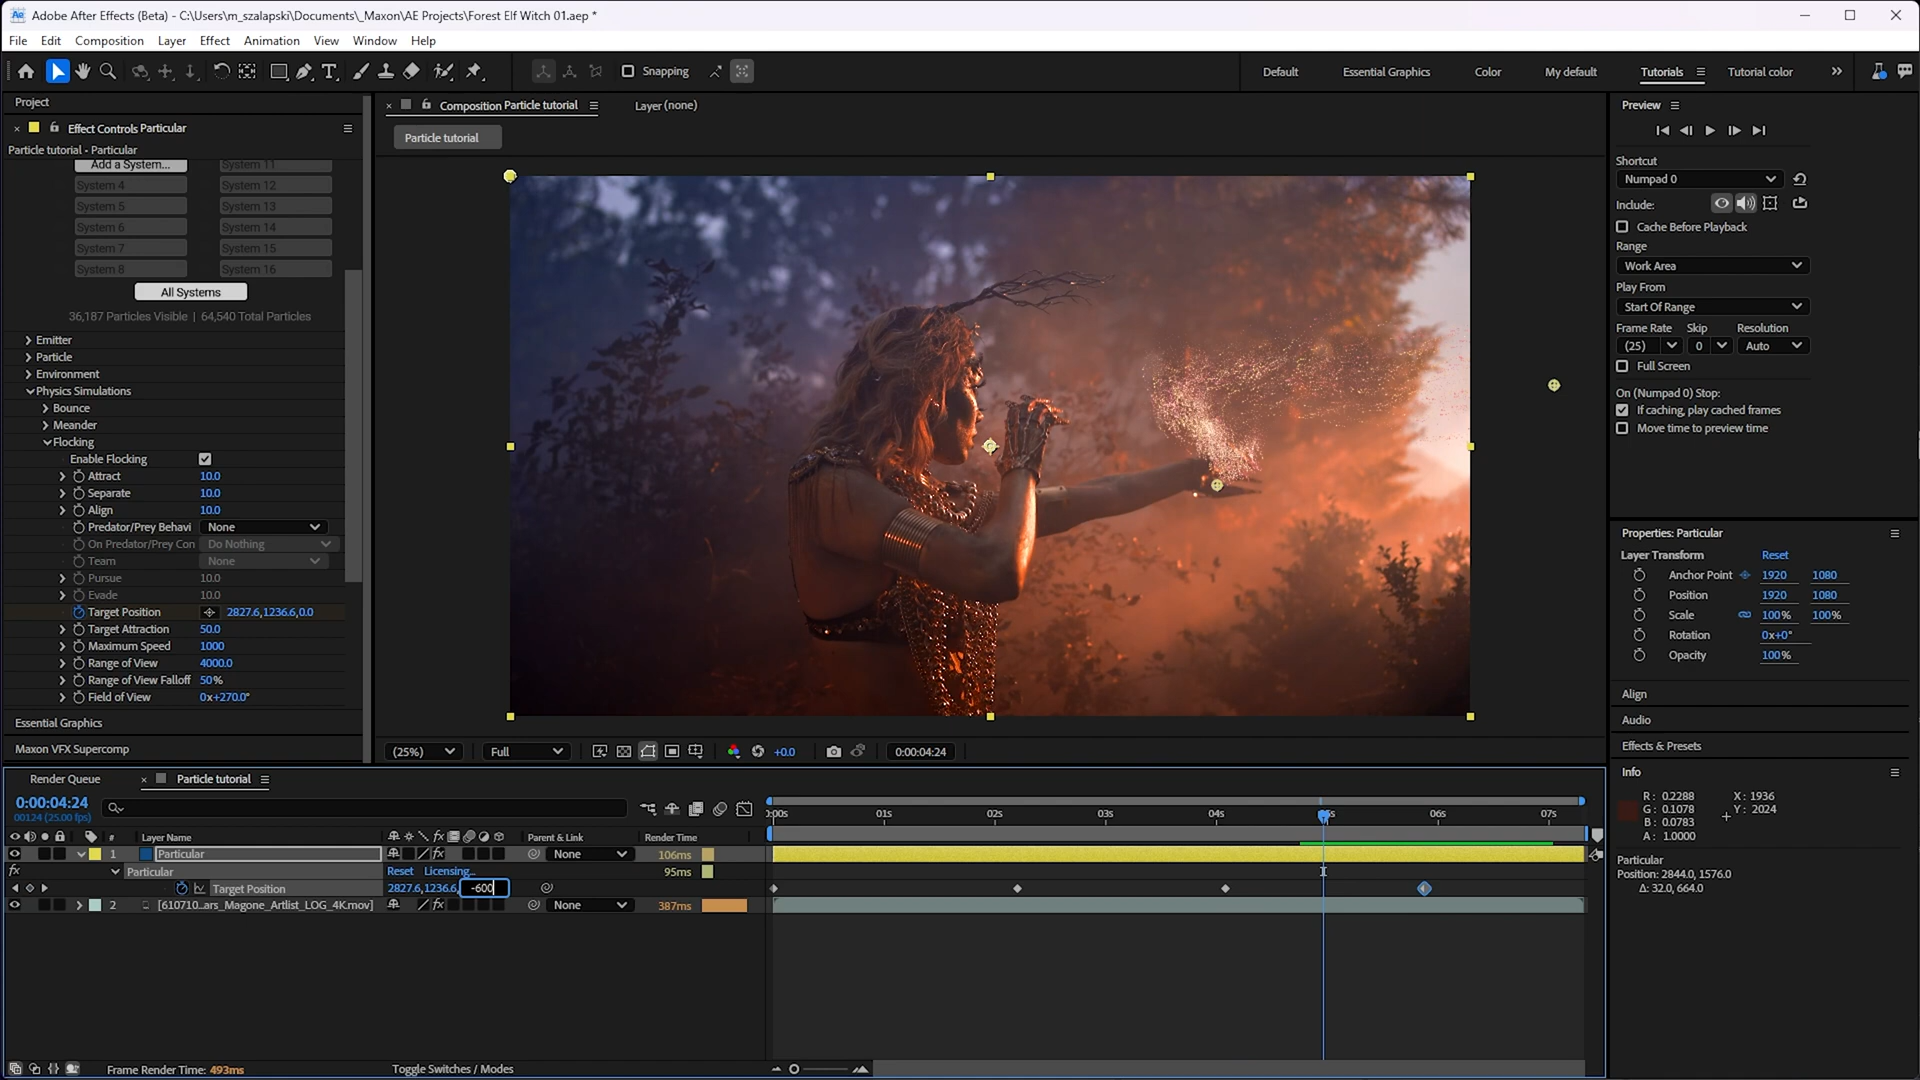 Adobe After Effects (Beta) - C:\Users\m_szalapski\Documents\_Maxon\AE Projects\Forest Elf Witch 01.aep *
File Edit Composition Layer Effect Animation View Window Help
Snapping
Default Essential Graphics Color My default Tutorials Tutorial color
Project
Effect Controls Particular
Particle tutorial - Particular
Add a System... System 11
System 4 System 12
System 5 System 13
System 6 System 14
System 7 System 15
System 8 System 16
All Systems
36,187 Particles Visible | 64,540 Total Particles
Emitter
Particle
Environment
Physics Simulations
Bounce
Meander
Flocking
Enable Flocking
Attract 10.0
Separate 10.0
Align 10.0
Predator/Prey Behavi None
On Predator/Prey Con Do Nothing
Team None
Pursue 10.0
Evade 10.0
Target Position 2827.6,1236.6,0.0
Target Attraction 50.0
Maximum Speed 1000
Range of View 4000.0
Range of View Falloff 50%
Field of View 0x+270.0°
Essential Graphics
Maxon VFX Supercomp
Composition Particle tutorial Layer (none)
Particle tutorial
(25%) Full +0.0 0:00:04:24
Preview
Shortcut
Numpad 0
Include:
Cache Before Playback
Range
Work Area
Play From
Start Of Range
Frame Rate Skip Resolution
(25) 0 Auto
Full Screen
On (Numpad 0) Stop:
If caching, play cached frames
Move time to preview time
Properties: Particular
Layer Transform Reset
Anchor Point 1920 1080
Position 1920 1080
Scale 100% 100%
Rotation 0x+0°
Opacity 100%
Align
Audio
Effects & Presets
Info
R: 0.2288 X: 1936
G: 0.1078 Y: 2024
B: 0.0783
A: 1.0000
Particular
Position: 2844.0, 1576.0
Δ: 32.0, 664.0
Render Queue Particle tutorial
0:00:04:24
00124 (25.00 fps)
:00s 01s 02s 03s 04s 06s 07s
# Layer Name Parent & Link Render Time
1 Particular None 106ms
fx Particular Reset Licensing... 95ms
Target Position 2827.6,1236.6, -600
2 [610710...ars_Magone_Artlist_LOG_4K.mov] None 387ms
Frame Render Time: 493ms Toggle Switches / Modes